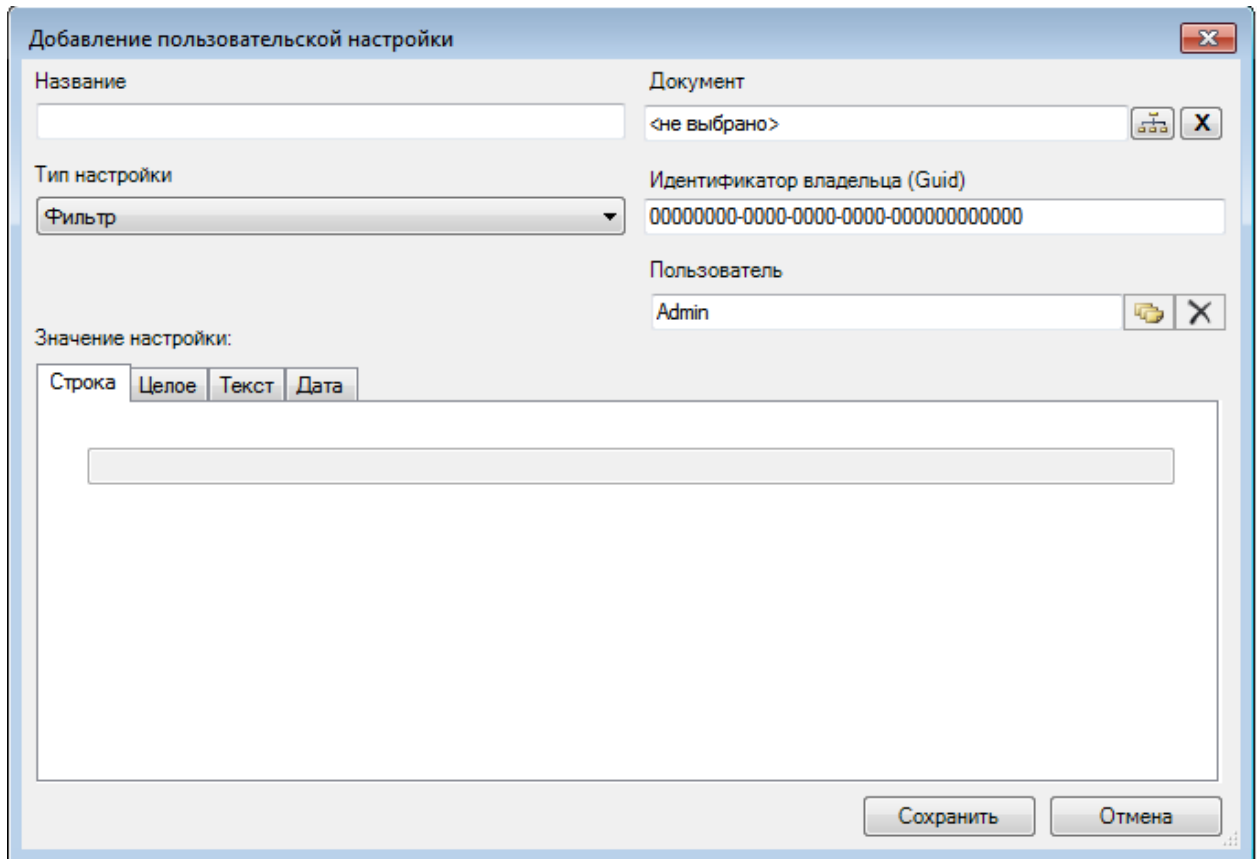 Добавление пользовательской настройки
Название
Документ
<не выбрано>
X
Тип настройки
Идентификатор владельца (Guid)
Фильтр
00000000-0000-0000-0000-000000000000
Пользователь
Admin
Значение настройки:
Строка Целое Текст Дата
Сохранить Отмена